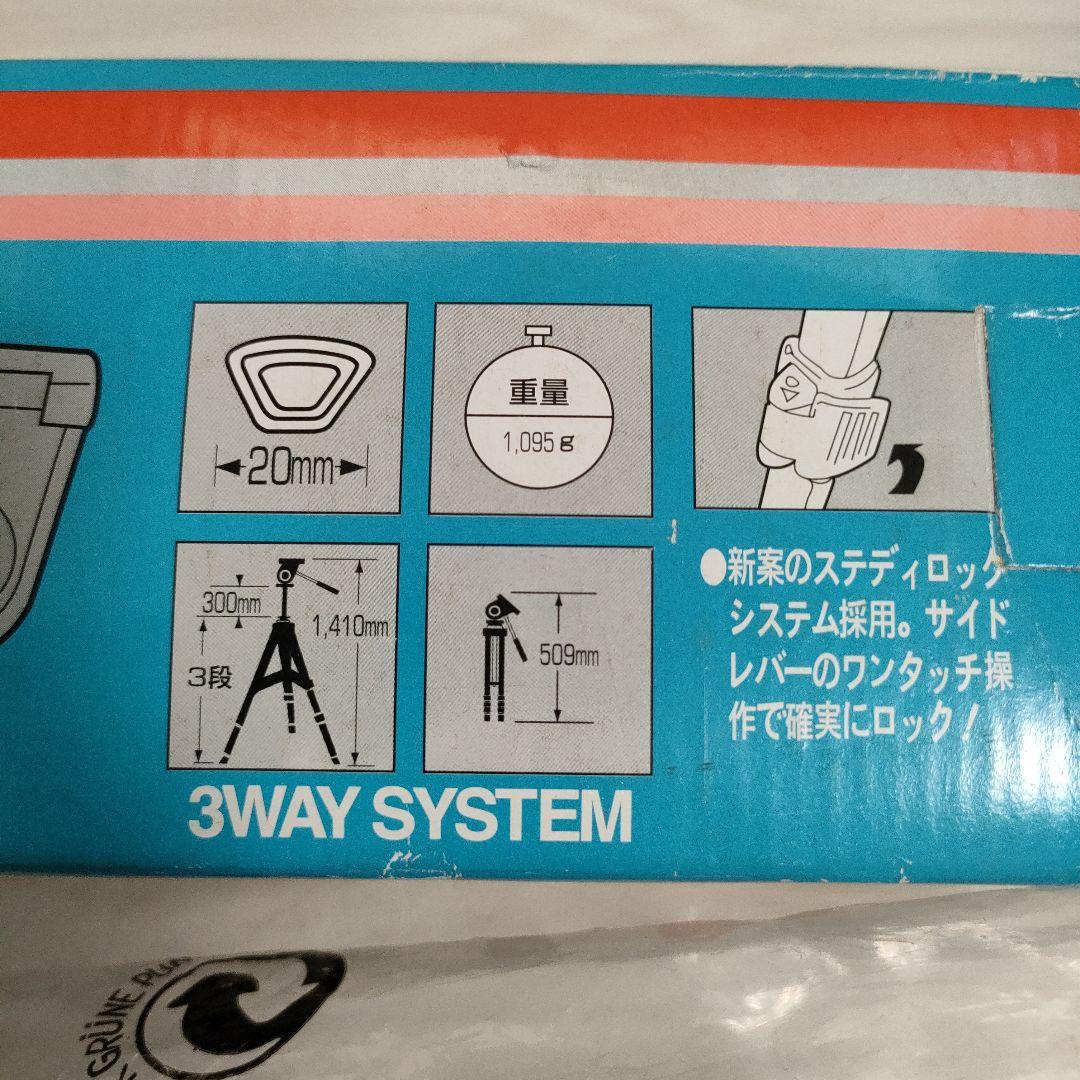 20mm
重量
1,095g
300mm
1,410mm
3段
509mm
3WAY SYSTEM
●新案のステディロック
システム採用。サイド
レバーのワンタッチ操
作で確実にロック!
GRÜNE